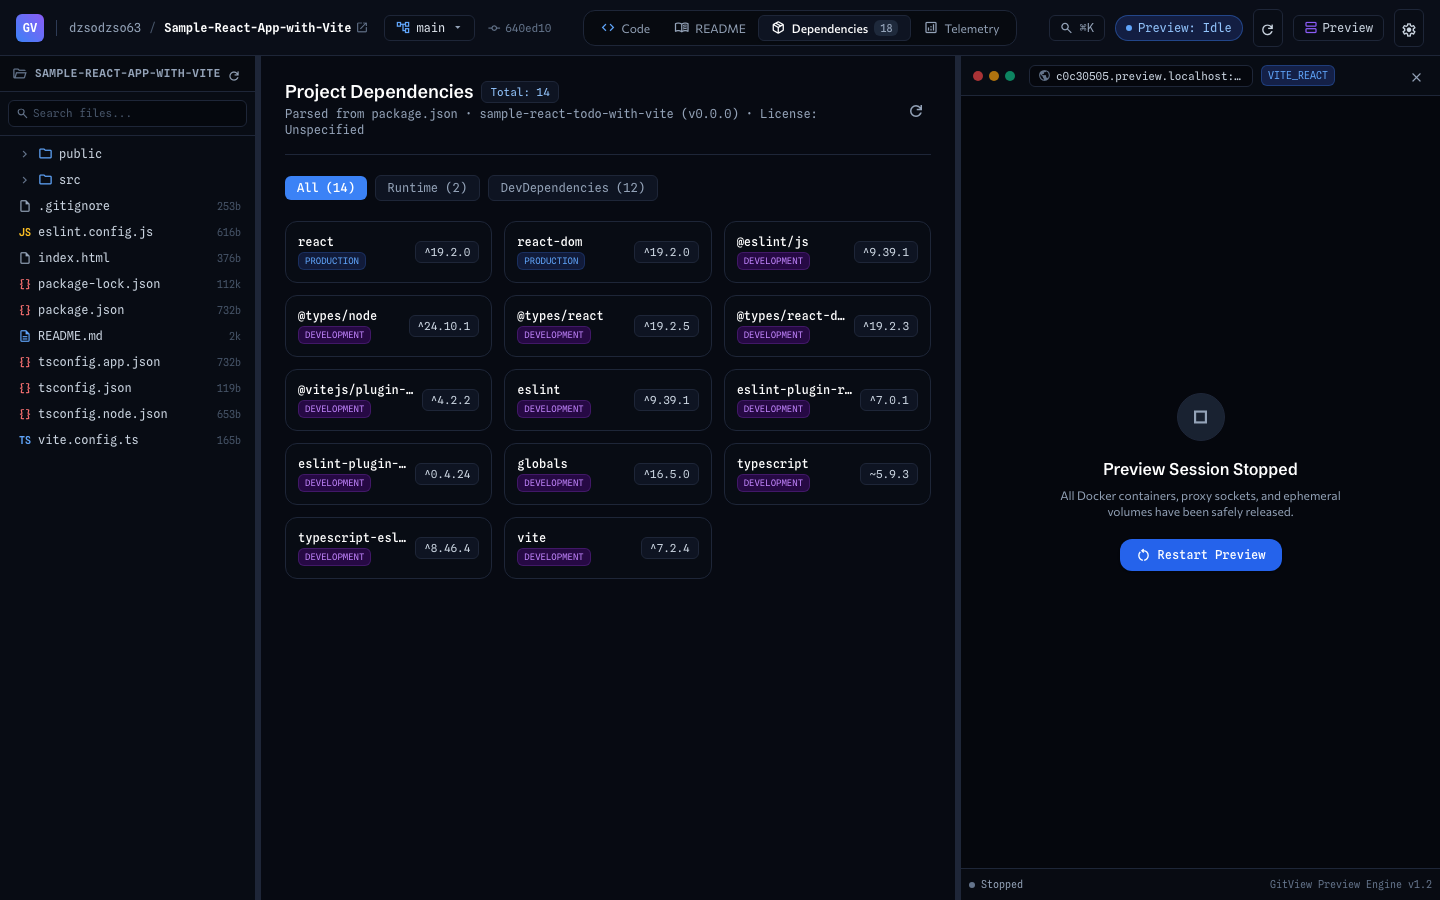 GV dzsodzso63 / Sample-React-App-with-Vite main 640ed10 Code README Dependencies 18 Telemetry ⌘K Preview: Idle Preview
SAMPLE-REACT-APP-WITH-VITE
Search files...
public
src
.gitignore 253b
JS eslint.config.js 616b
index.html 376b
{} package-lock.json 112k
{} package.json 732b
README.md 2k
{} tsconfig.app.json 732b
{} tsconfig.json 119b
{} tsconfig.node.json 653b
TS vite.config.ts 165b
Project Dependencies Total: 14
Parsed from package.json · sample-react-todo-with-vite (v0.0.0) · License:
Unspecified
All (14) Runtime (2) DevDependencies (12)
react PRODUCTION ^19.2.0
react-dom PRODUCTION ^19.2.0
@eslint/js DEVELOPMENT ^9.39.1
@types/node DEVELOPMENT ^24.10.1
@types/react DEVELOPMENT ^19.2.5
@types/react-d… DEVELOPMENT ^19.2.3
@vitejs/plugin-… DEVELOPMENT ^4.2.2
eslint DEVELOPMENT ^9.39.1
eslint-plugin-r… DEVELOPMENT ^7.0.1
eslint-plugin-… DEVELOPMENT ^0.4.24
globals DEVELOPMENT ^16.5.0
typescript DEVELOPMENT ~5.9.3
typescript-esl… DEVELOPMENT ^8.46.4
vite DEVELOPMENT ^7.2.4
c0c30505.preview.localhost:… VITE_REACT
Preview Session Stopped
All Docker containers, proxy sockets, and ephemeral
volumes have been safely released.
Restart Preview
Stopped GitView Preview Engine v1.2